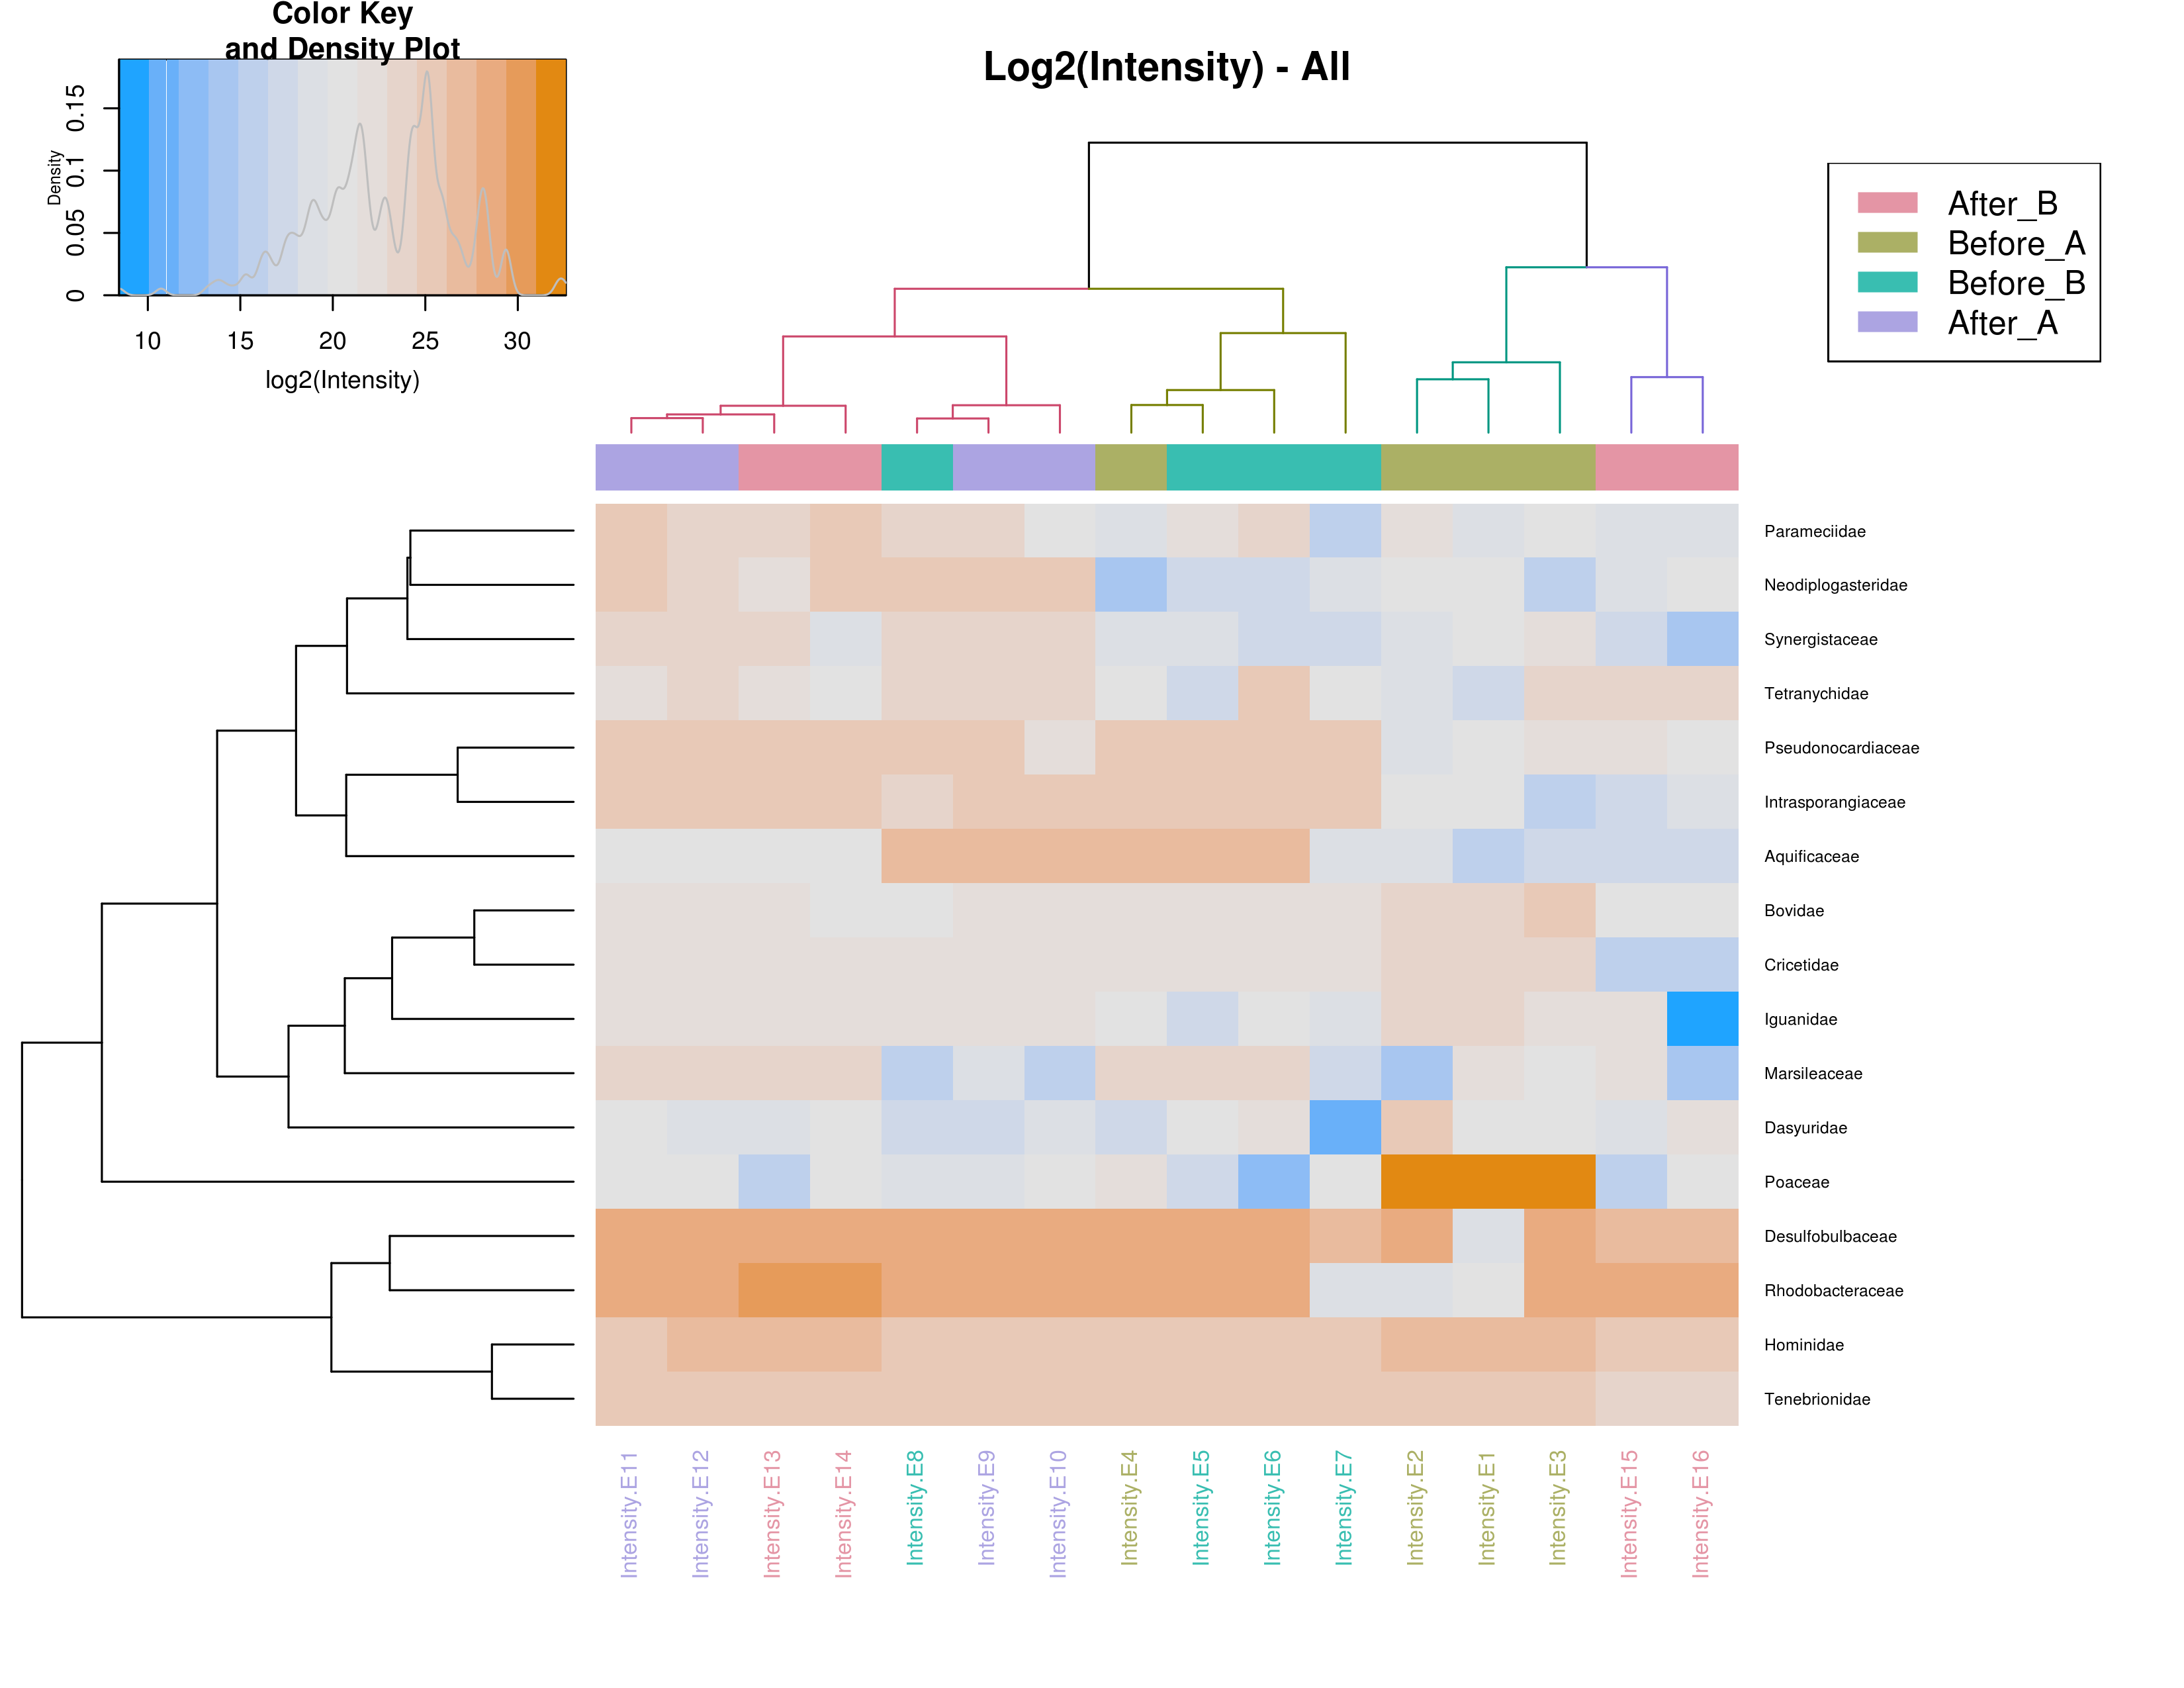 Color Key
and Density Plot
Density
0
0.05
0.1
0.15
10 15 20 25 30
log2(Intensity)
Log2(Intensity) - All
After_B
Before_A
Before_B
After_A
Parameciidae
Neodiplogasteridae
Synergistaceae
Tetranychidae
Pseudonocardiaceae
Intrasporangiaceae
Aquificaceae
Bovidae
Cricetidae
Iguanidae
Marsileaceae
Dasyuridae
Poaceae
Desulfobulbaceae
Rhodobacteraceae
Hominidae
Tenebrionidae
Intensity.E11
Intensity.E12
Intensity.E13
Intensity.E14
Intensity.E8
Intensity.E9
Intensity.E10
Intensity.E4
Intensity.E5
Intensity.E6
Intensity.E7
Intensity.E2
Intensity.E1
Intensity.E3
Intensity.E15
Intensity.E16